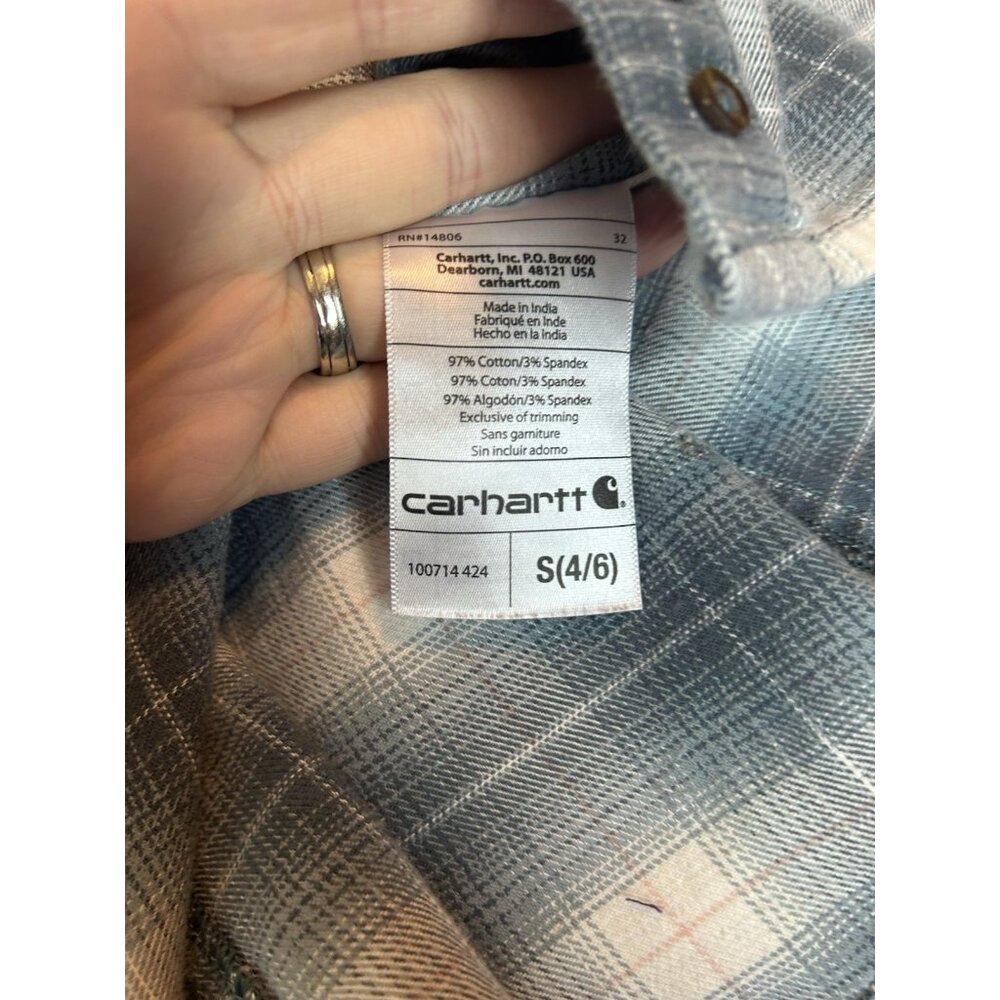 RN#14806 32
Carhartt, Inc. P.O. Box 600
Dearborn, MI 48121 USA
carhartt.com
Made in India
Fabriqué en Inde
Hecho en la India
97% Cotton/3% Spandex
97% Coton/3% Spandex
97% Algodón/3% Spandex
Exclusive of trimming
Sans garniture
Sin incluir adorno
carhartt
100714 424 S(4/6)